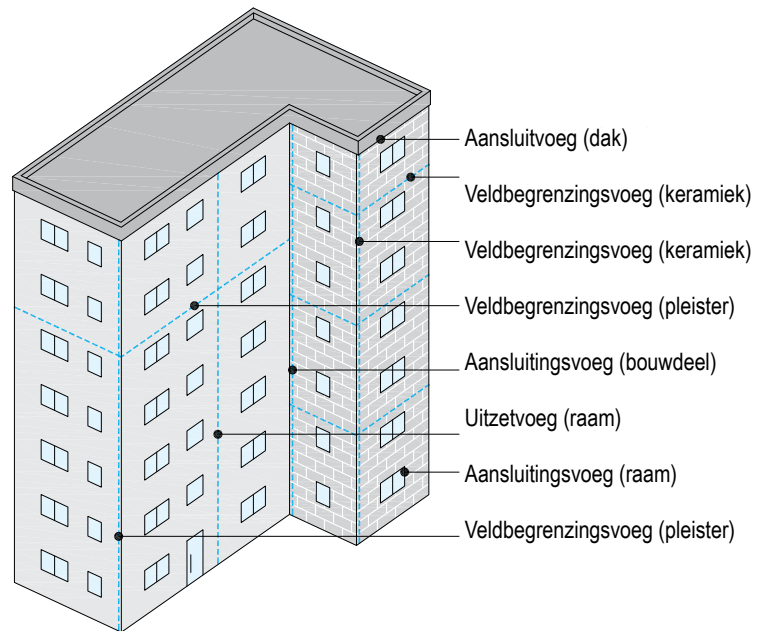 Aansluitvoeg (dak)
Veldbegrenzingsvoeg (keramiek)
Veldbegrenzingsvoeg (keramiek)
Veldbegrenzingsvoeg (pleister)
Aansluitingsvoeg (bouwdeel)
Uitzetvoeg (raam)
Aansluitingsvoeg (raam)
Veldbegrenzingsvoeg (pleister)